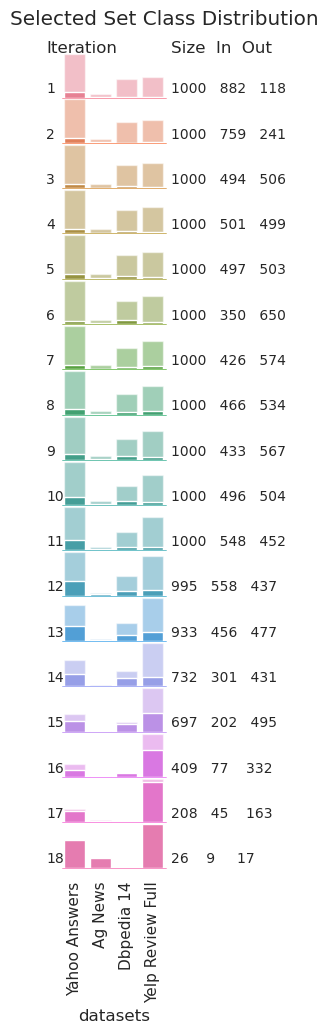 Selected Set Class Distribution
Iteration Size In Out
1 1000 882 118
2 1000 759 241
3 1000 494 506
4 1000 501 499
5 1000 497 503
6 1000 350 650
7 1000 426 574
8 1000 466 534
9 1000 433 567
10 1000 496 504
11 1000 548 452
12 995 558 437
13 933 456 477
14 732 301 431
15 697 202 495
16 409 77 332
17 208 45 163
18 26 9 17
Yahoo Answers
Ag News
Dbpedia 14
Yelp Review Full
datasets